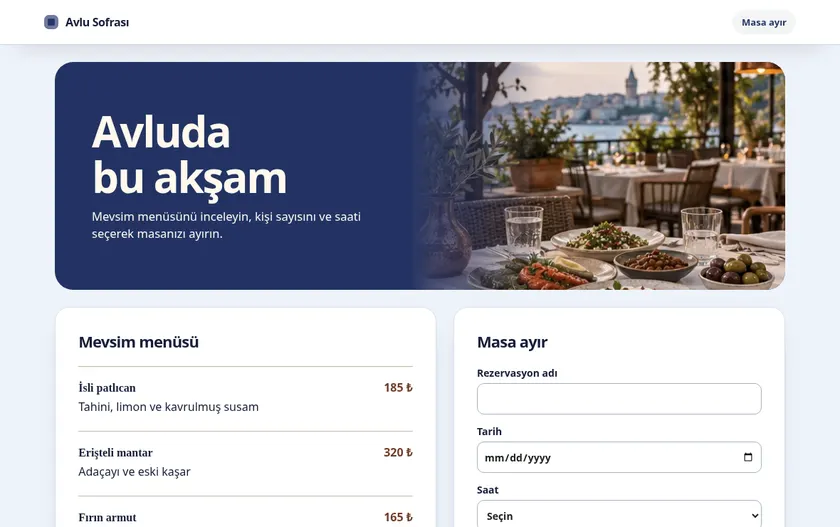 Avlu Sofrası
Masa ayır
Avluda
bu akşam
Mevsim menüsünü inceleyin, kişi sayısını ve saati
seçerek masanızı ayırın.
Mevsim menüsü
İsli patlıcan 185 ₺
Tahini, limon ve kavrulmuş susam
Erişteli mantar 320 ₺
Adaçayı ve eski kaşar
Fırın armut 165 ₺
Masa ayır
Rezervasyon adı
Tarih
mm/dd/yyyy
Saat
Seçin